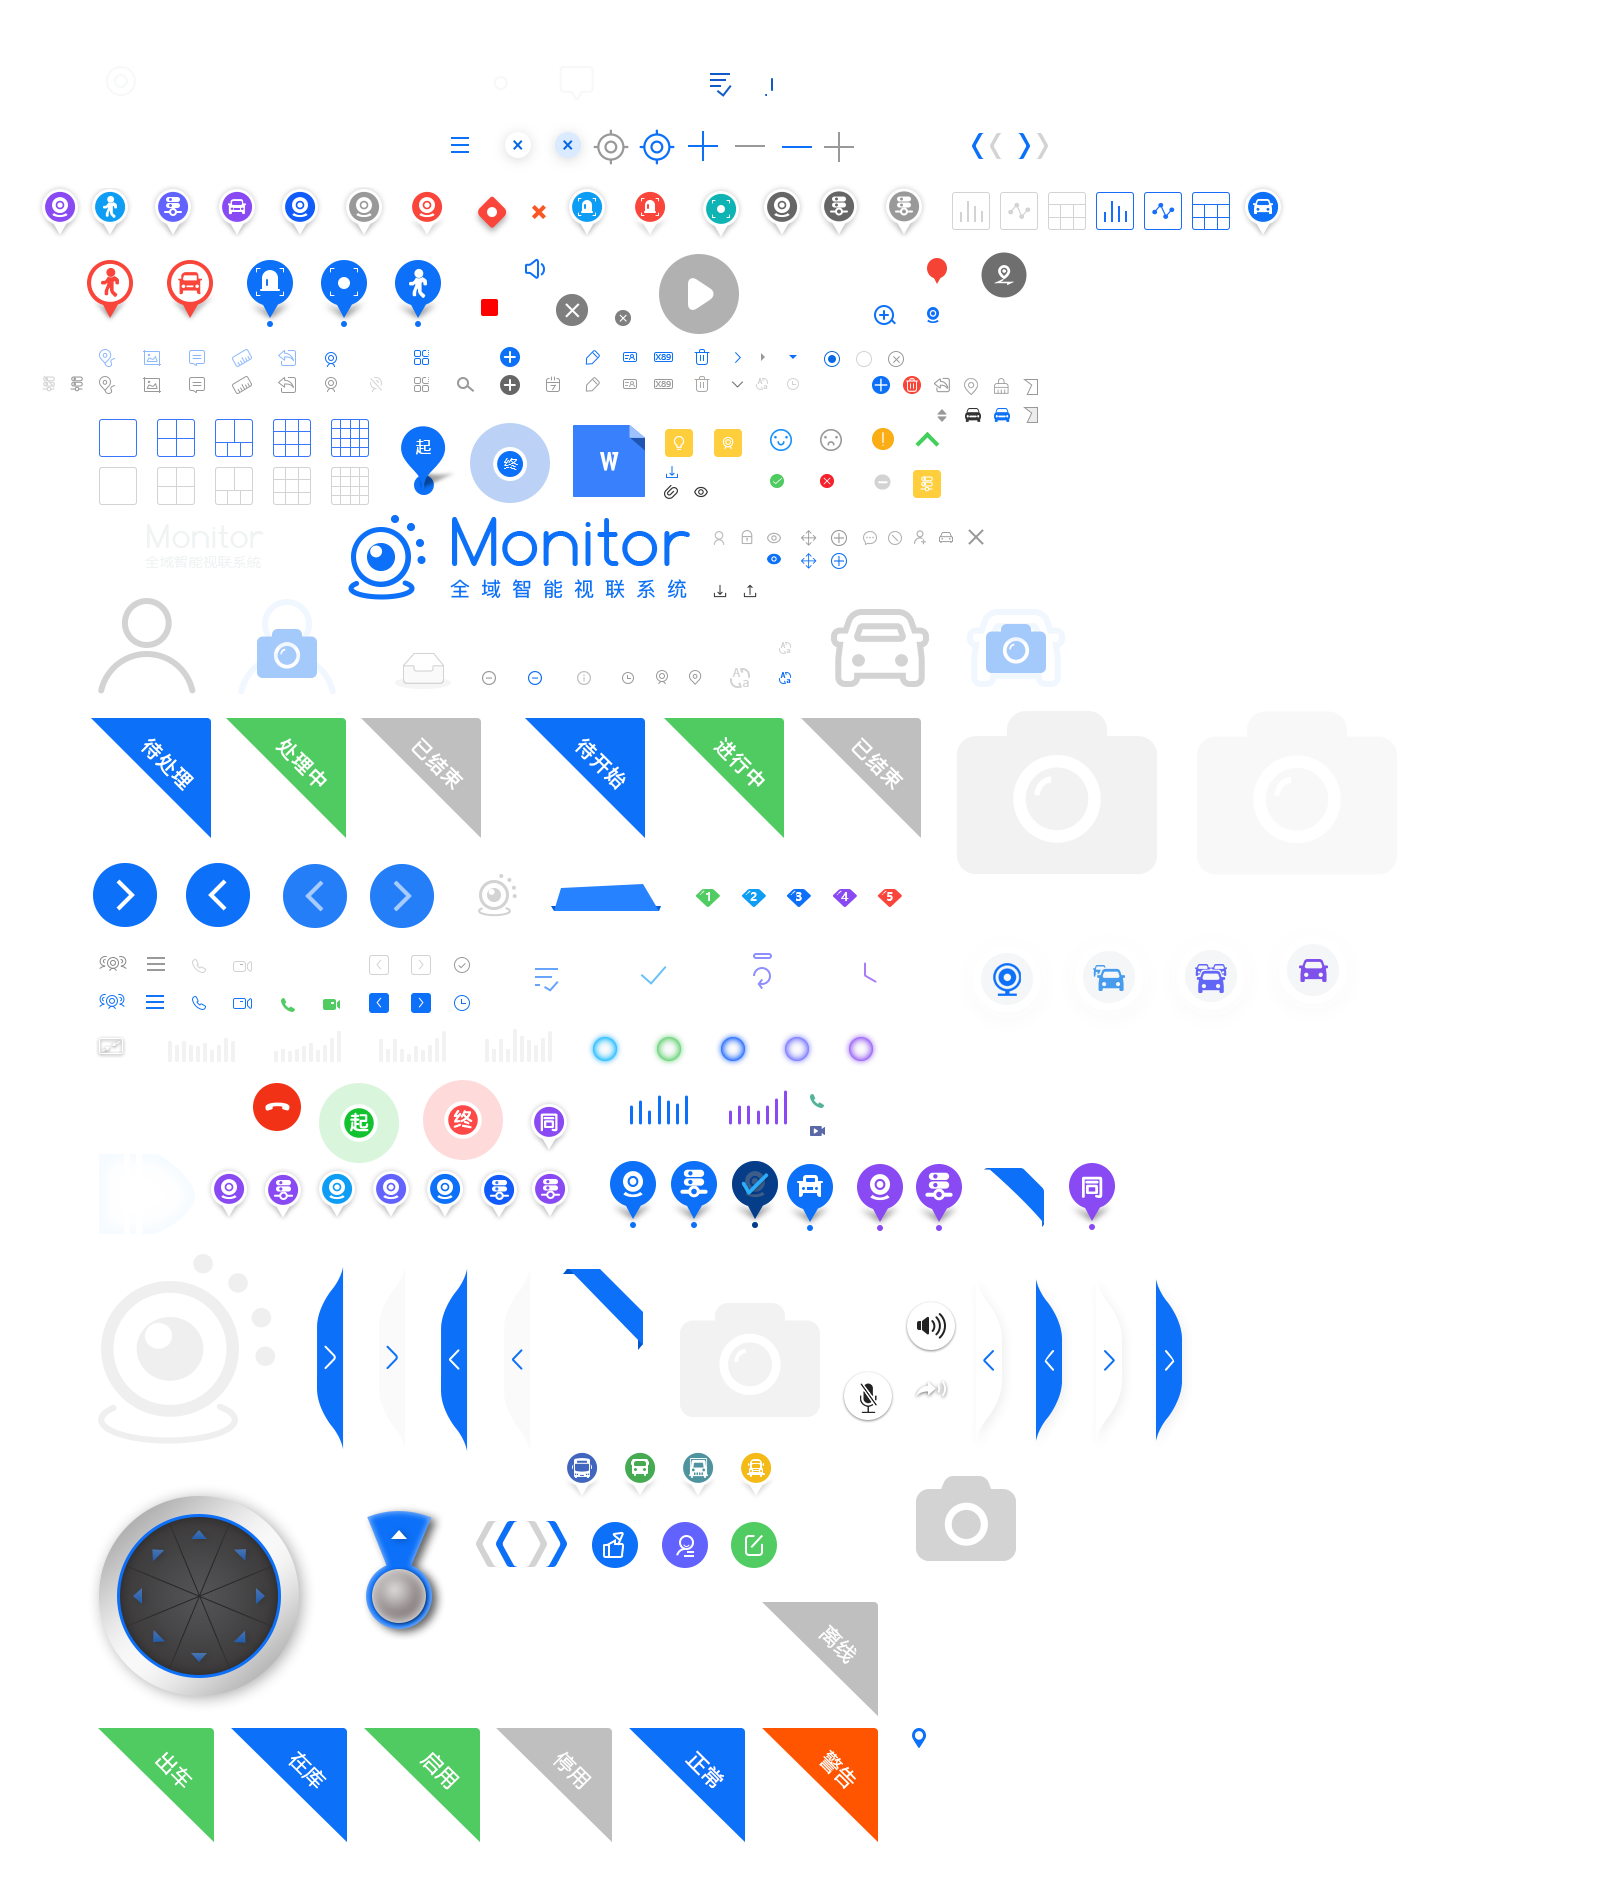 X89
X89
7
起
终
W
Monitor
全域智能视联系统
Monitor
全域智能视联系统
A
a
待处理
处理中
已结束
待开始
进行中
已结束
1
2
3
4
5
起
终
同
离线
出车
在库
启用
停用
正常
警告